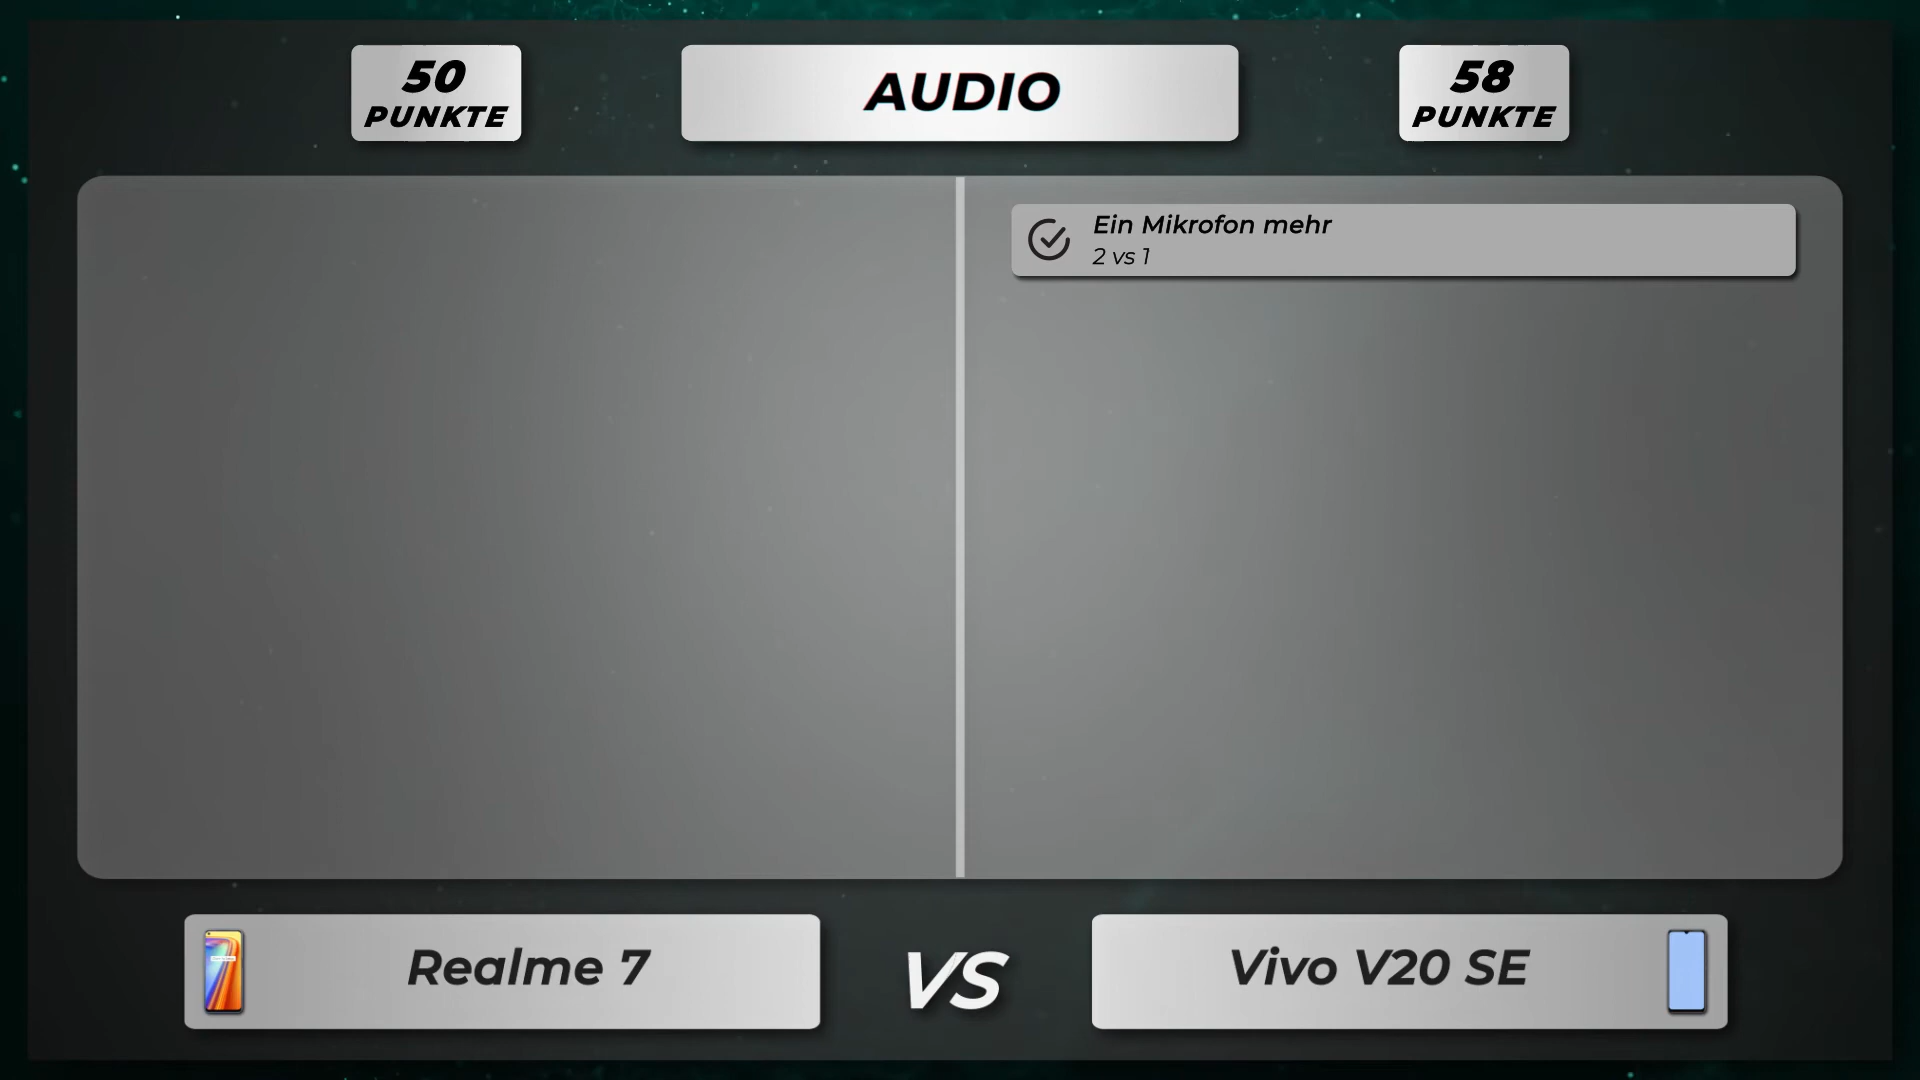 50
PUNKTE
AUDIO
58
PUNKTE
Ein Mikrofon mehr
2 vs 1
Realme 7
VS
Vivo V20 SE